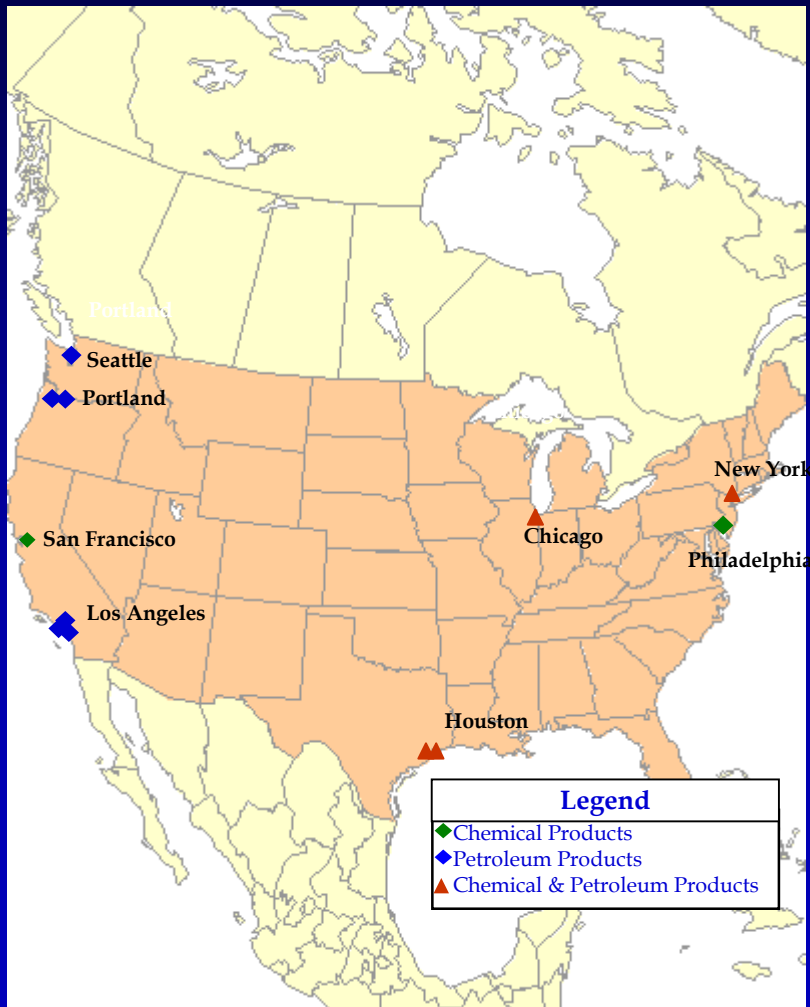 Portland
Seattle
Portland
New York
San Francisco
Chicago
Philadelphia
Los Angeles
Houston
Legend
Chemical Products
Petroleum Products
Chemical & Petroleum Products